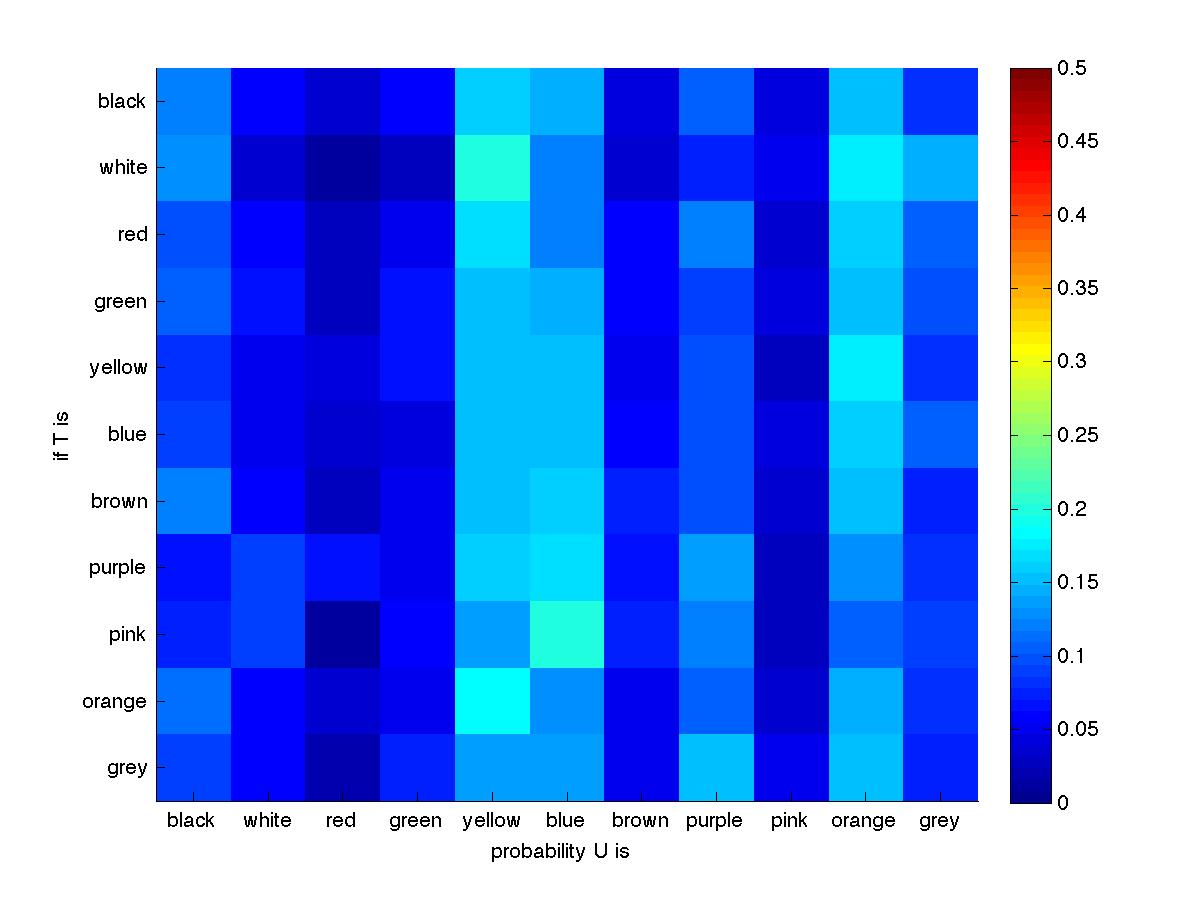 black
white
red
green
yellow
blue
brown
purple
pink
orange
grey
if T is
black white red green yellow blue brown purple pink orange grey
probability U is
0.5
0.45
0.4
0.35
0.3
0.25
0.2
0.15
0.1
0.05
0